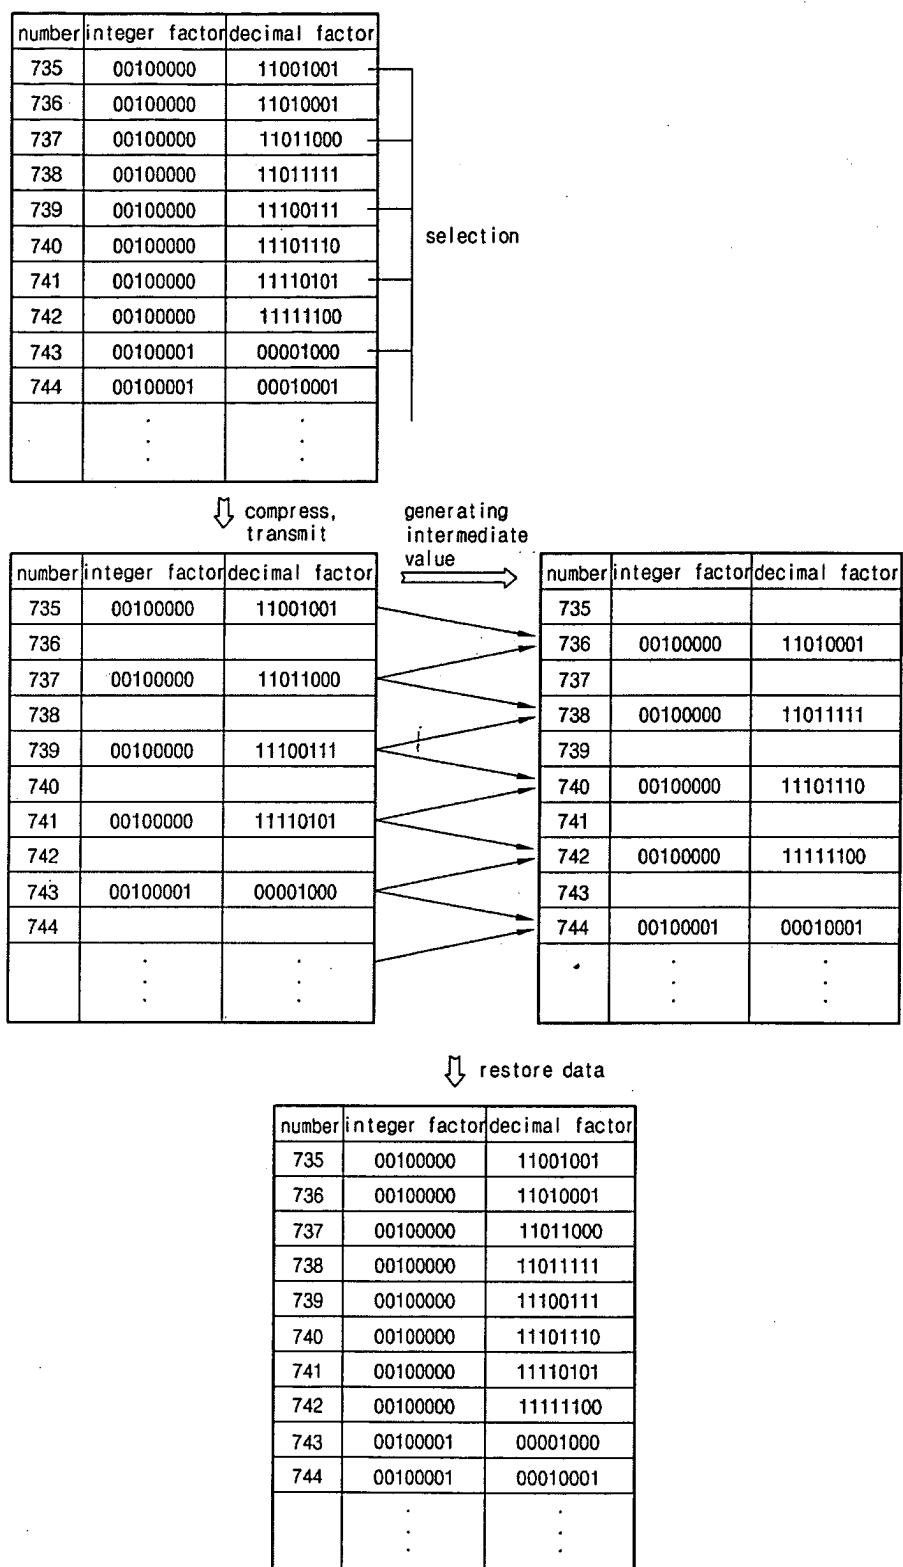 number integer factor decimal factor
735 00100000 11001001
736 00100000 11010001
737 00100000 11011000
738 00100000 11011111
739 00100000 11100111
740 00100000 11101110
741 00100000 11110101
742 00100000 11111100
743 00100001 00001000
744 00100001 00010001
selection
compress,
transmit
generating
intermediate
value
number integer factor decimal factor
735 00100000 11001001
736
737 00100000 11011000
738
739 00100000 11100111
740
741 00100000 11110101
742
743 00100001 00001000
744
number integer factor decimal factor
735
736 00100000 11010001
737
738 00100000 11011111
739
740 00100000 11101110
741
742 00100000 11111100
743
744 00100001 00010001
restore data
number integer factor decimal factor
735 00100000 11001001
736 00100000 11010001
737 00100000 11011000
738 00100000 11011111
739 00100000 11100111
740 00100000 11101110
741 00100000 11110101
742 00100000 11111100
743 00100001 00001000
744 00100001 00010001